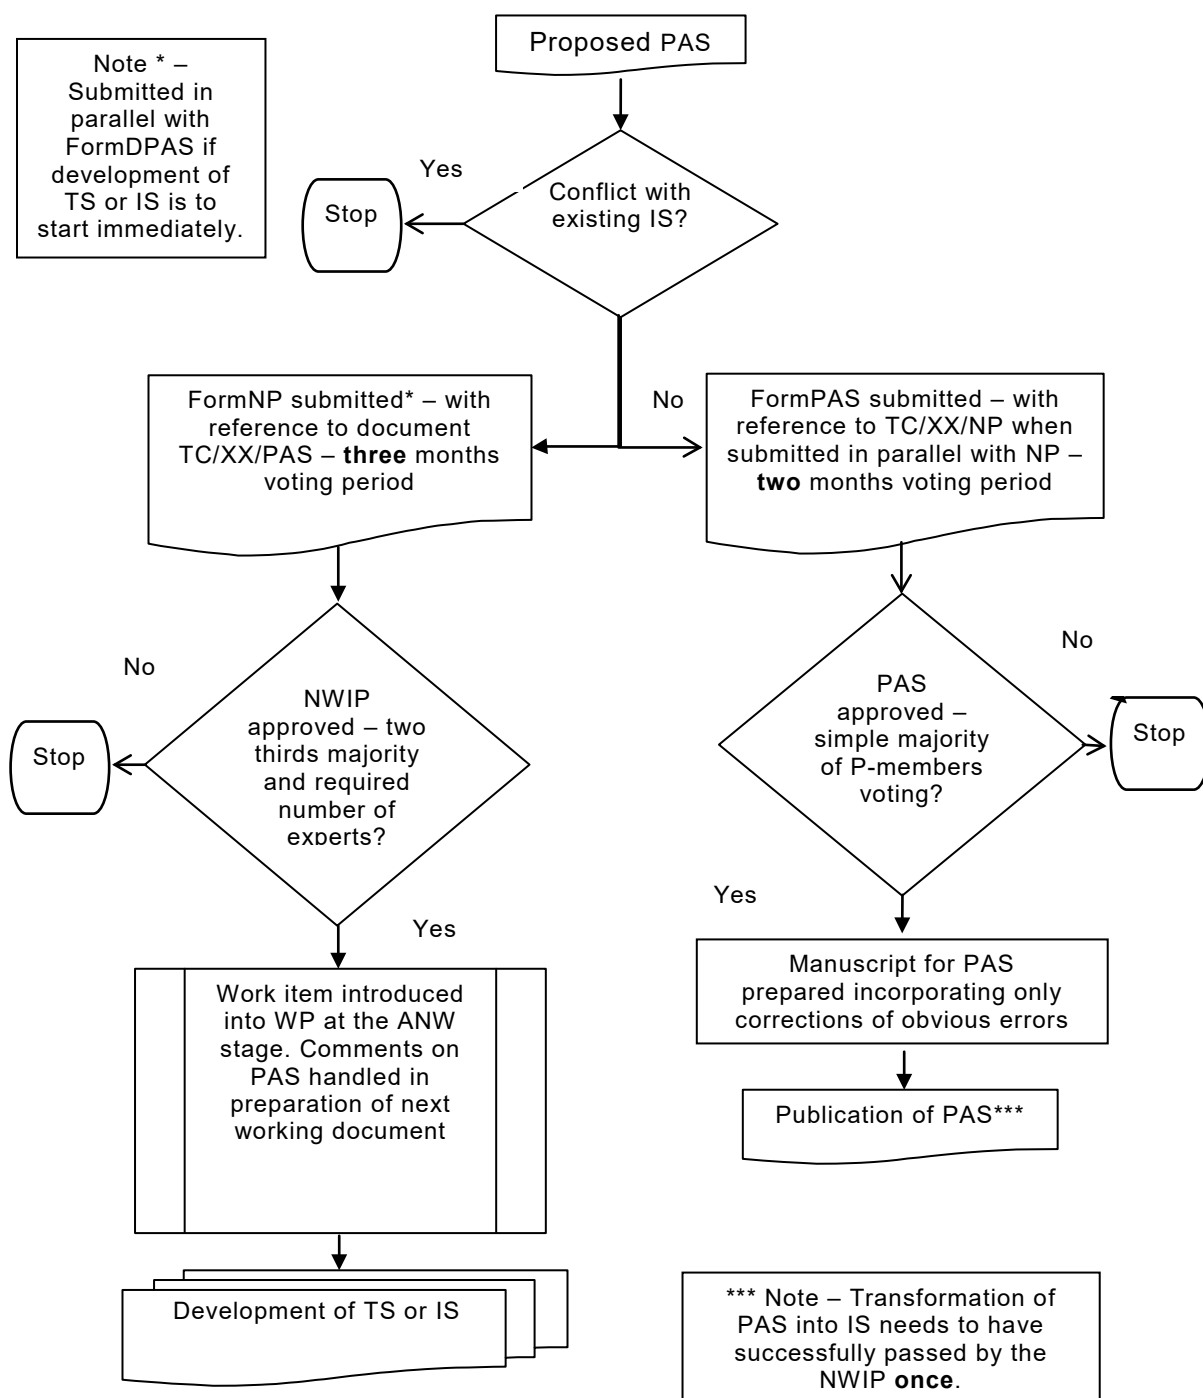 Proposed PAS
Note * –
Submitted in
parallel with
FormDPAS if
development of
TS or IS is to
start immediately.
Yes
Stop
Conflict with
existing IS?
FormNP submitted* – with
reference to document
TC/XX/PAS – three months
voting period
No
FormPAS submitted – with
reference to TC/XX/NP when
submitted in parallel with NP –
two months voting period
No
Stop
NWIP
approved – two
thirds majority
and required
number of
experts?
No
Stop
PAS
approved –
simple majority
of P-members
voting?
Yes
Yes
Work item introduced
into WP at the ANW
stage. Comments on
PAS handled in
preparation of next
working document
Manuscript for PAS
prepared incorporating only
corrections of obvious errors
Publication of PAS***
Development of TS or IS
*** Note – Transformation of
PAS into IS needs to have
successfully passed by the
NWIP once.